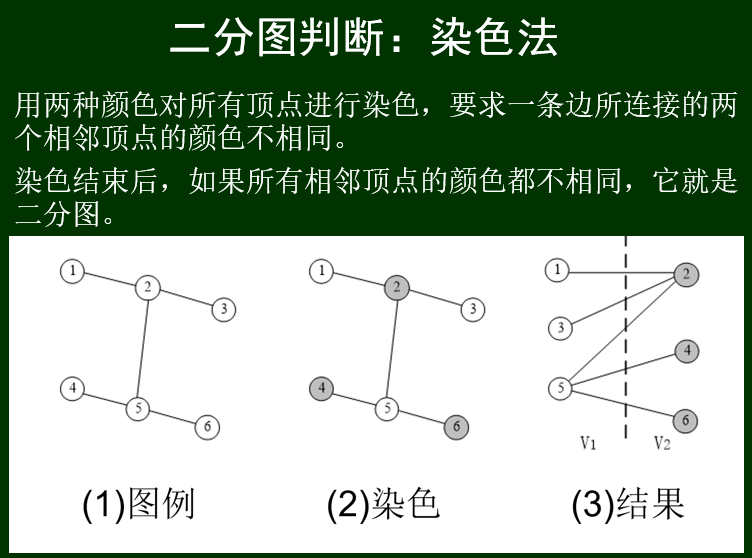 二分图判断：染色法
用两种颜色对所有顶点进行染色，要求一条边所连接的两
个相邻顶点的颜色不相同。
染色结束后，如果所有相邻顶点的颜色都不相同，它就是
二分图。
1
2
3
4
5
6
(1)图例
1
2
3
4
5
6
(2)染色
1
2
3
4
5
6
V1
V2
(3)结果